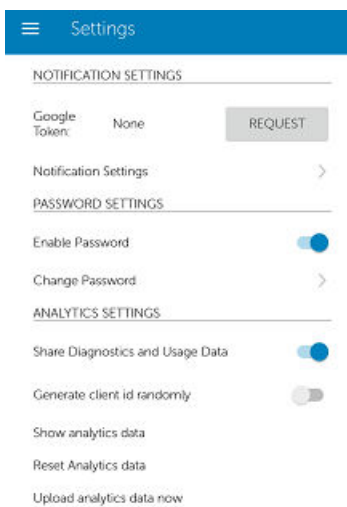 Settings
NOTIFICATION SETTINGS
Google
Token:
None
REQUEST
Notification Settings
PASSWORD SETTINGS
Enable Password
Change Password
ANALYTICS SETTINGS
Share Diagnostics and Usage Data
Generate client id randomly
Show analytics data
Reset Analytics data
Upload analytics data now